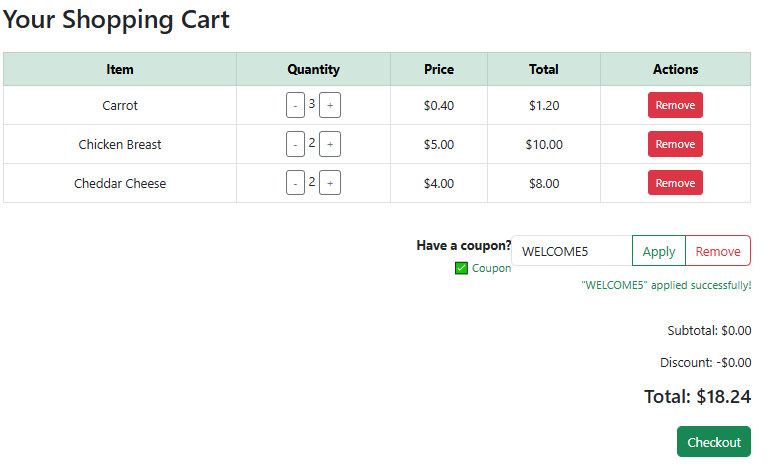 Your Shopping Cart
Item Quantity Price Total Actions
Carrot - 3 + $0.40 $1.20 Remove
Chicken Breast - 2 + $5.00 $10.00 Remove
Cheddar Cheese - 2 + $4.00 $8.00 Remove
Have a coupon? WELCOME5 Apply Remove
✅ Coupon
"WELCOME5" applied successfully!
Subtotal: $0.00
Discount: -$0.00
Total: $18.24
Checkout